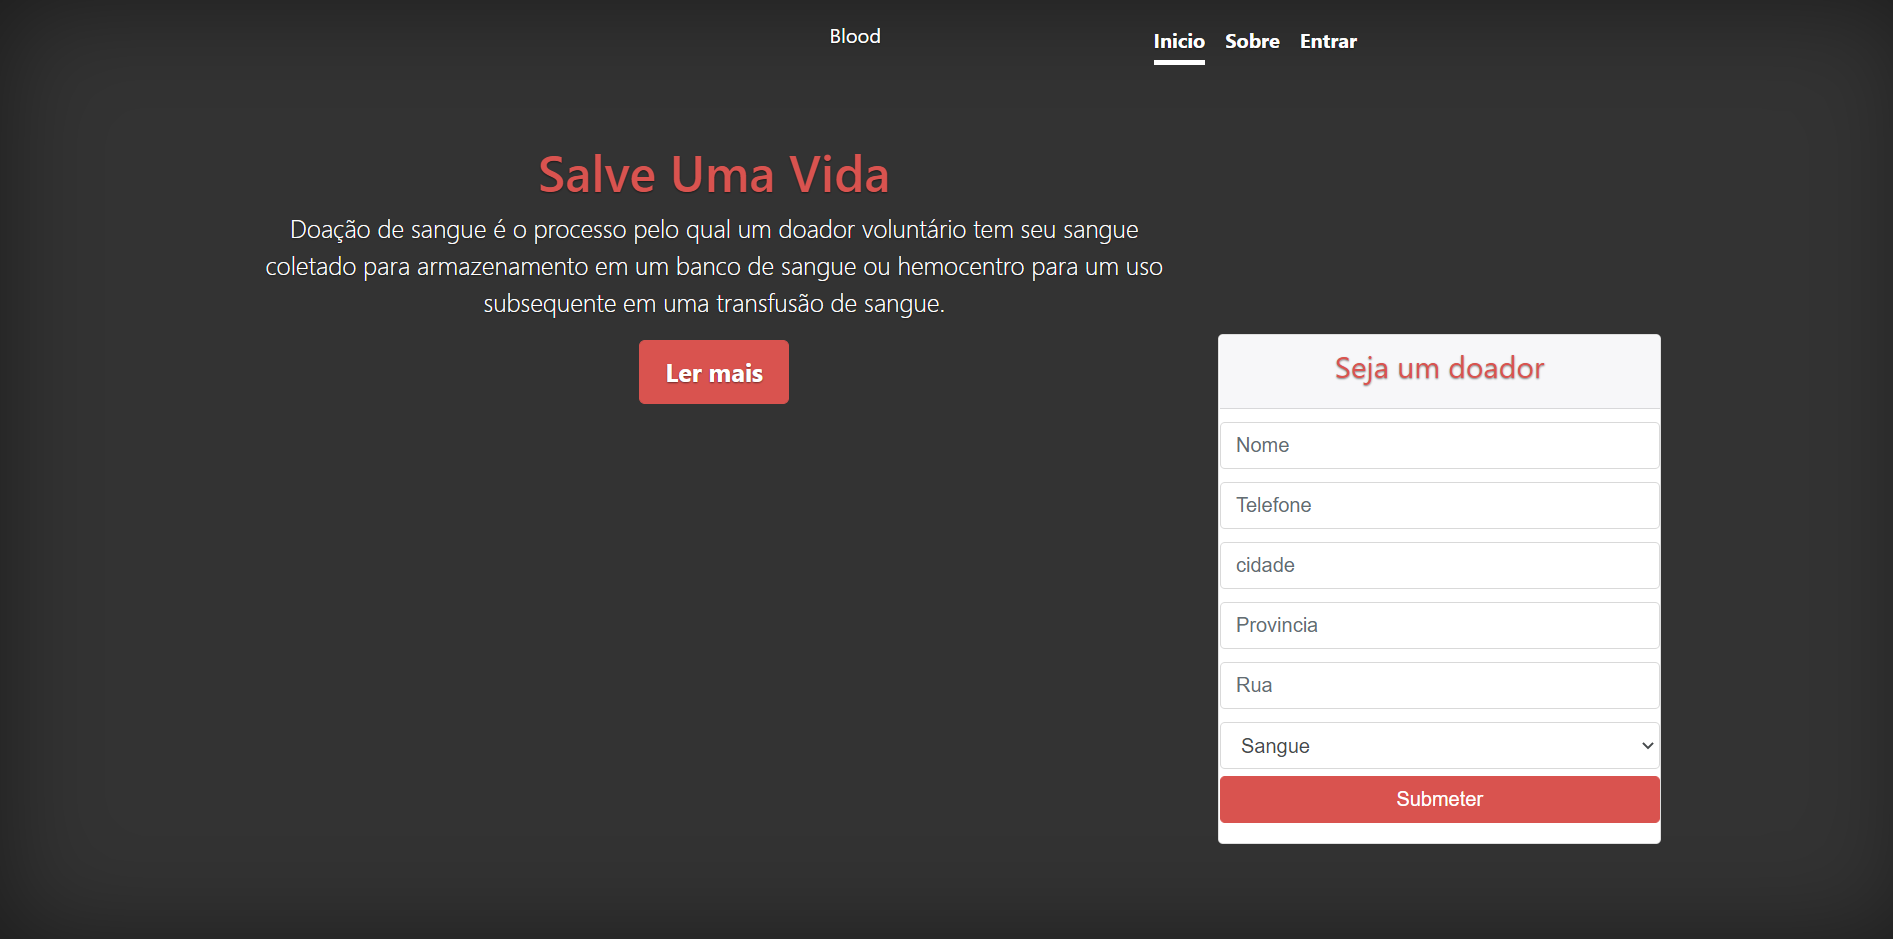 Blood
Inicio Sobre Entrar
Salve Uma Vida
Doação de sangue é o processo pelo qual um doador voluntário tem seu sangue
coletado para armazenamento em um banco de sangue ou hemocentro para um uso
subsequente em uma transfusão de sangue.
Ler mais
Seja um doador
Nome
Telefone
cidade
Provincia
Rua
Sangue
Submeter